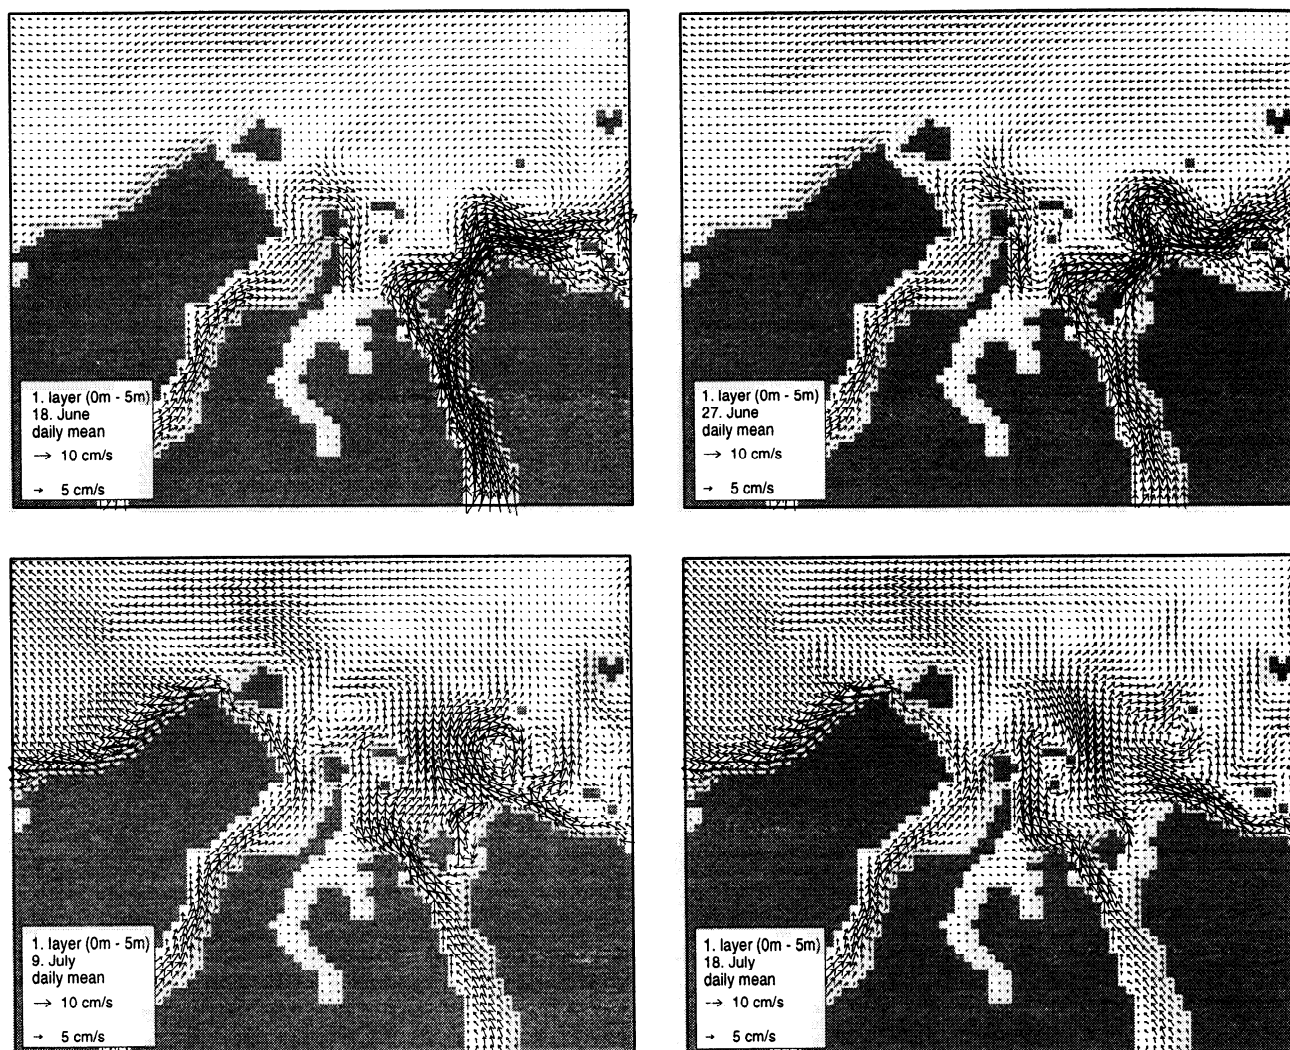 1. layer (0m - 5m)
18. June
daily mean
10 cm/s
5 cm/s
1. layer (0m - 5m)
27. June
daily mean
10 cm/s
5 cm/s
1. layer (0m - 5m)
9. July
daily mean
10 cm/s
5 cm/s
1. layer (0m - 5m)
18. July
daily mean
10 cm/s
5 cm/s